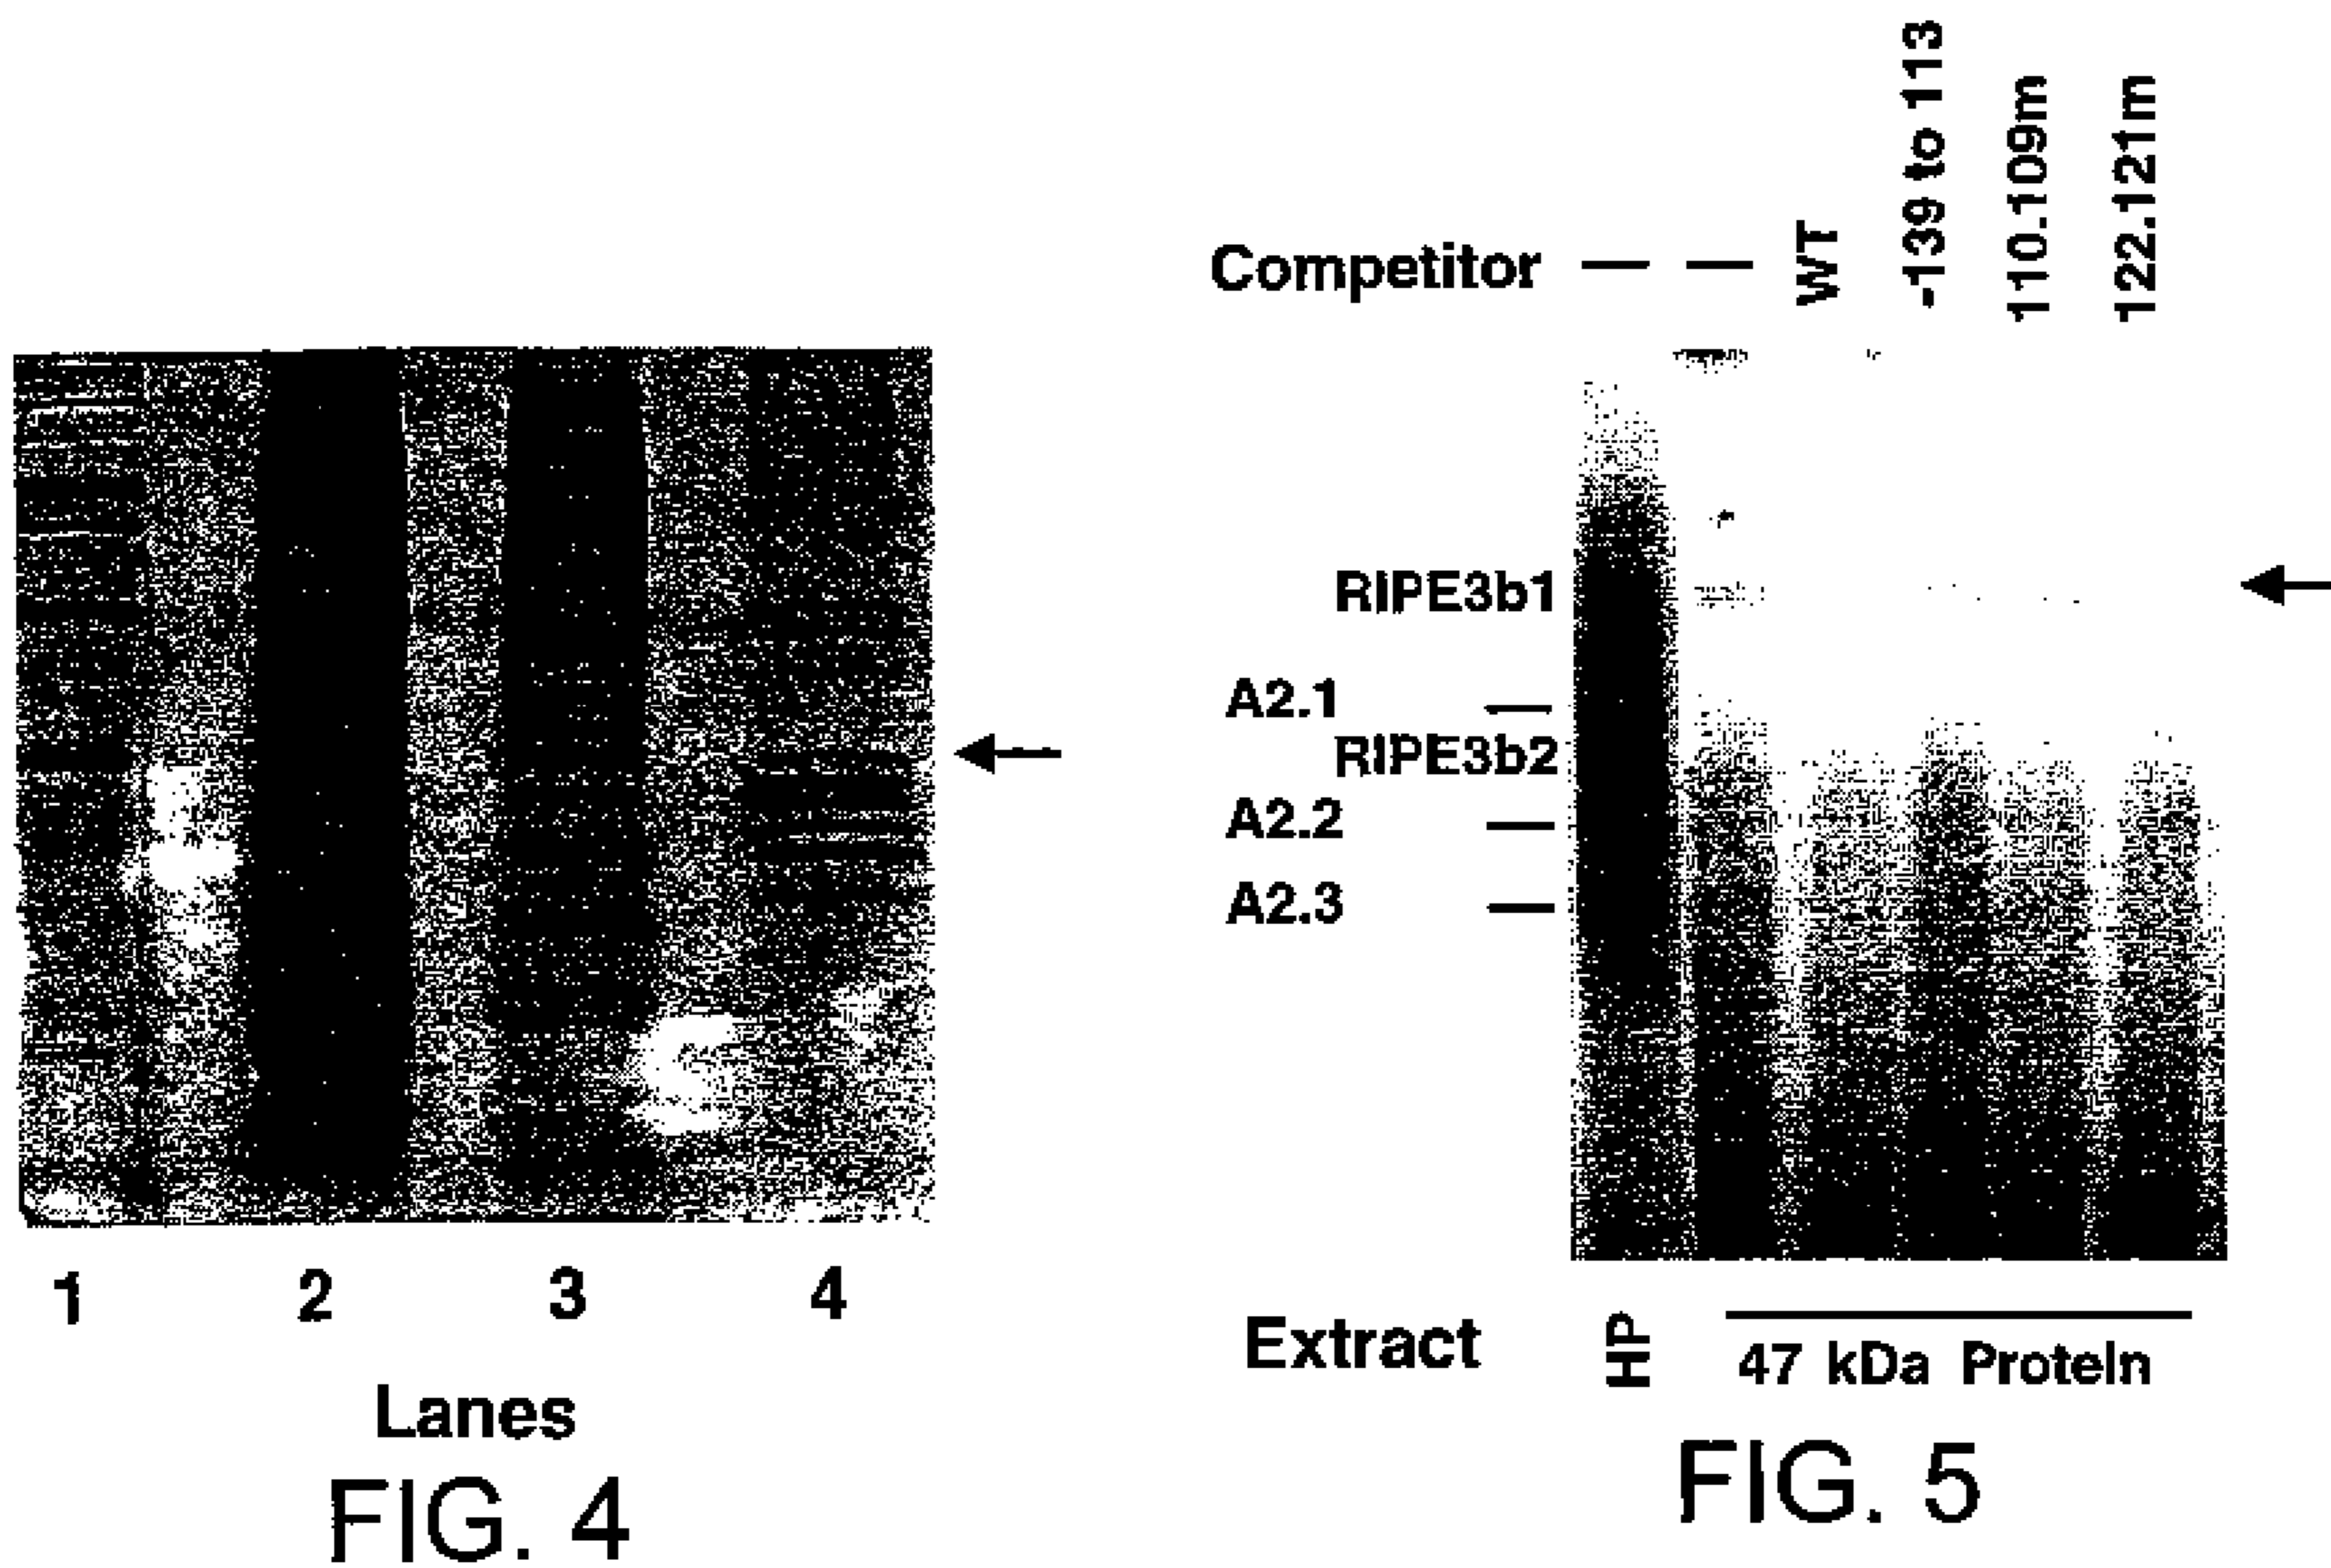 1 2 3 4
Lanes
FIG. 4
Competitor — — WT -139 to 113 110.109m 122.121m
RIPE3b1
A2.1
RIPE3b2
A2.2
A2.3
Extract HP 47 kDa Protein
FIG. 5